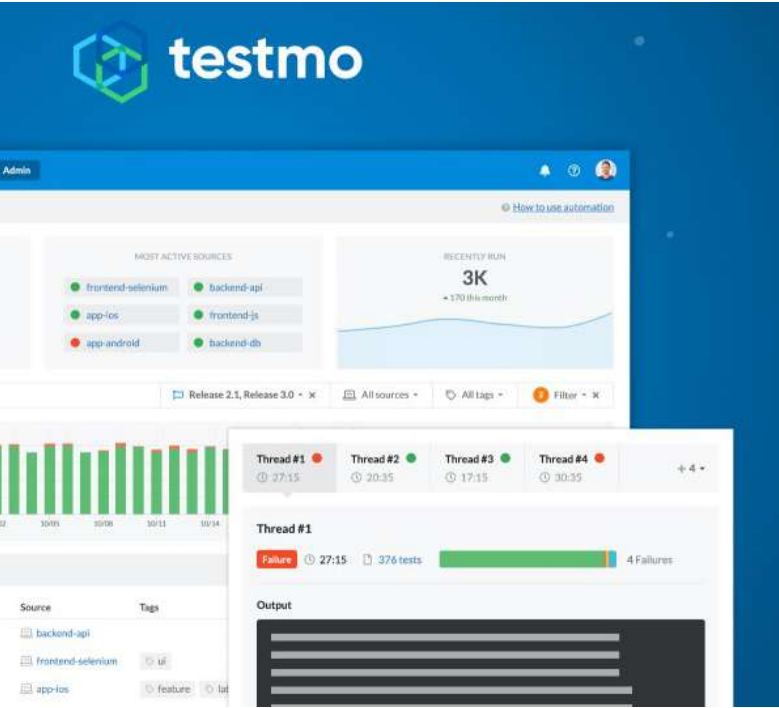 testmo
Admin
How to use automation
MOST ACTIVE SOURCES
RECENTLY RUN
frontend-selenium backend-api
3K
170 this month
app-ios frontend-js
app-android backend-db
Release 2.1, Release 3.0 All sources All tags 2 Filter
Thread #1 Thread #2 Thread #3 Thread #4 + 4
27:15 20:35 17:15 30:35
10/05 10/08 10/11 10/14
Thread #1
Failure 27:15 376 tests 4 Failures
Output
Source Tags
backend-api
frontend-selenium ui
app-ios feature